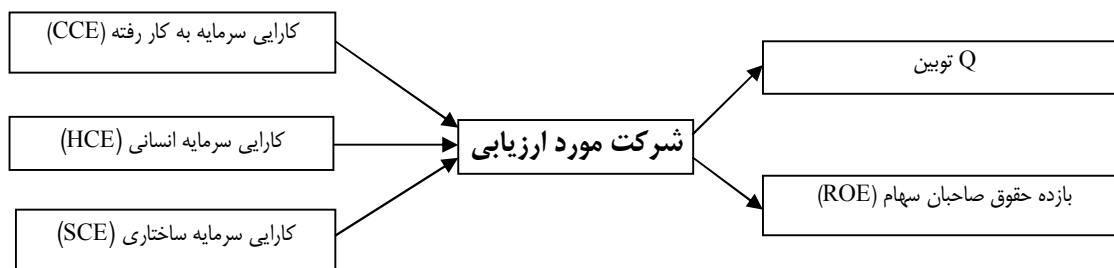 کارایی سرمایه به کار رفته (CCE)
کارایی سرمایه انسانی (HCE)
کارایی سرمایه ساختاری (SCE)
شرکت مورد ارزیابی
Q توبین
بازده حقوق صاحبان سهام (ROE)